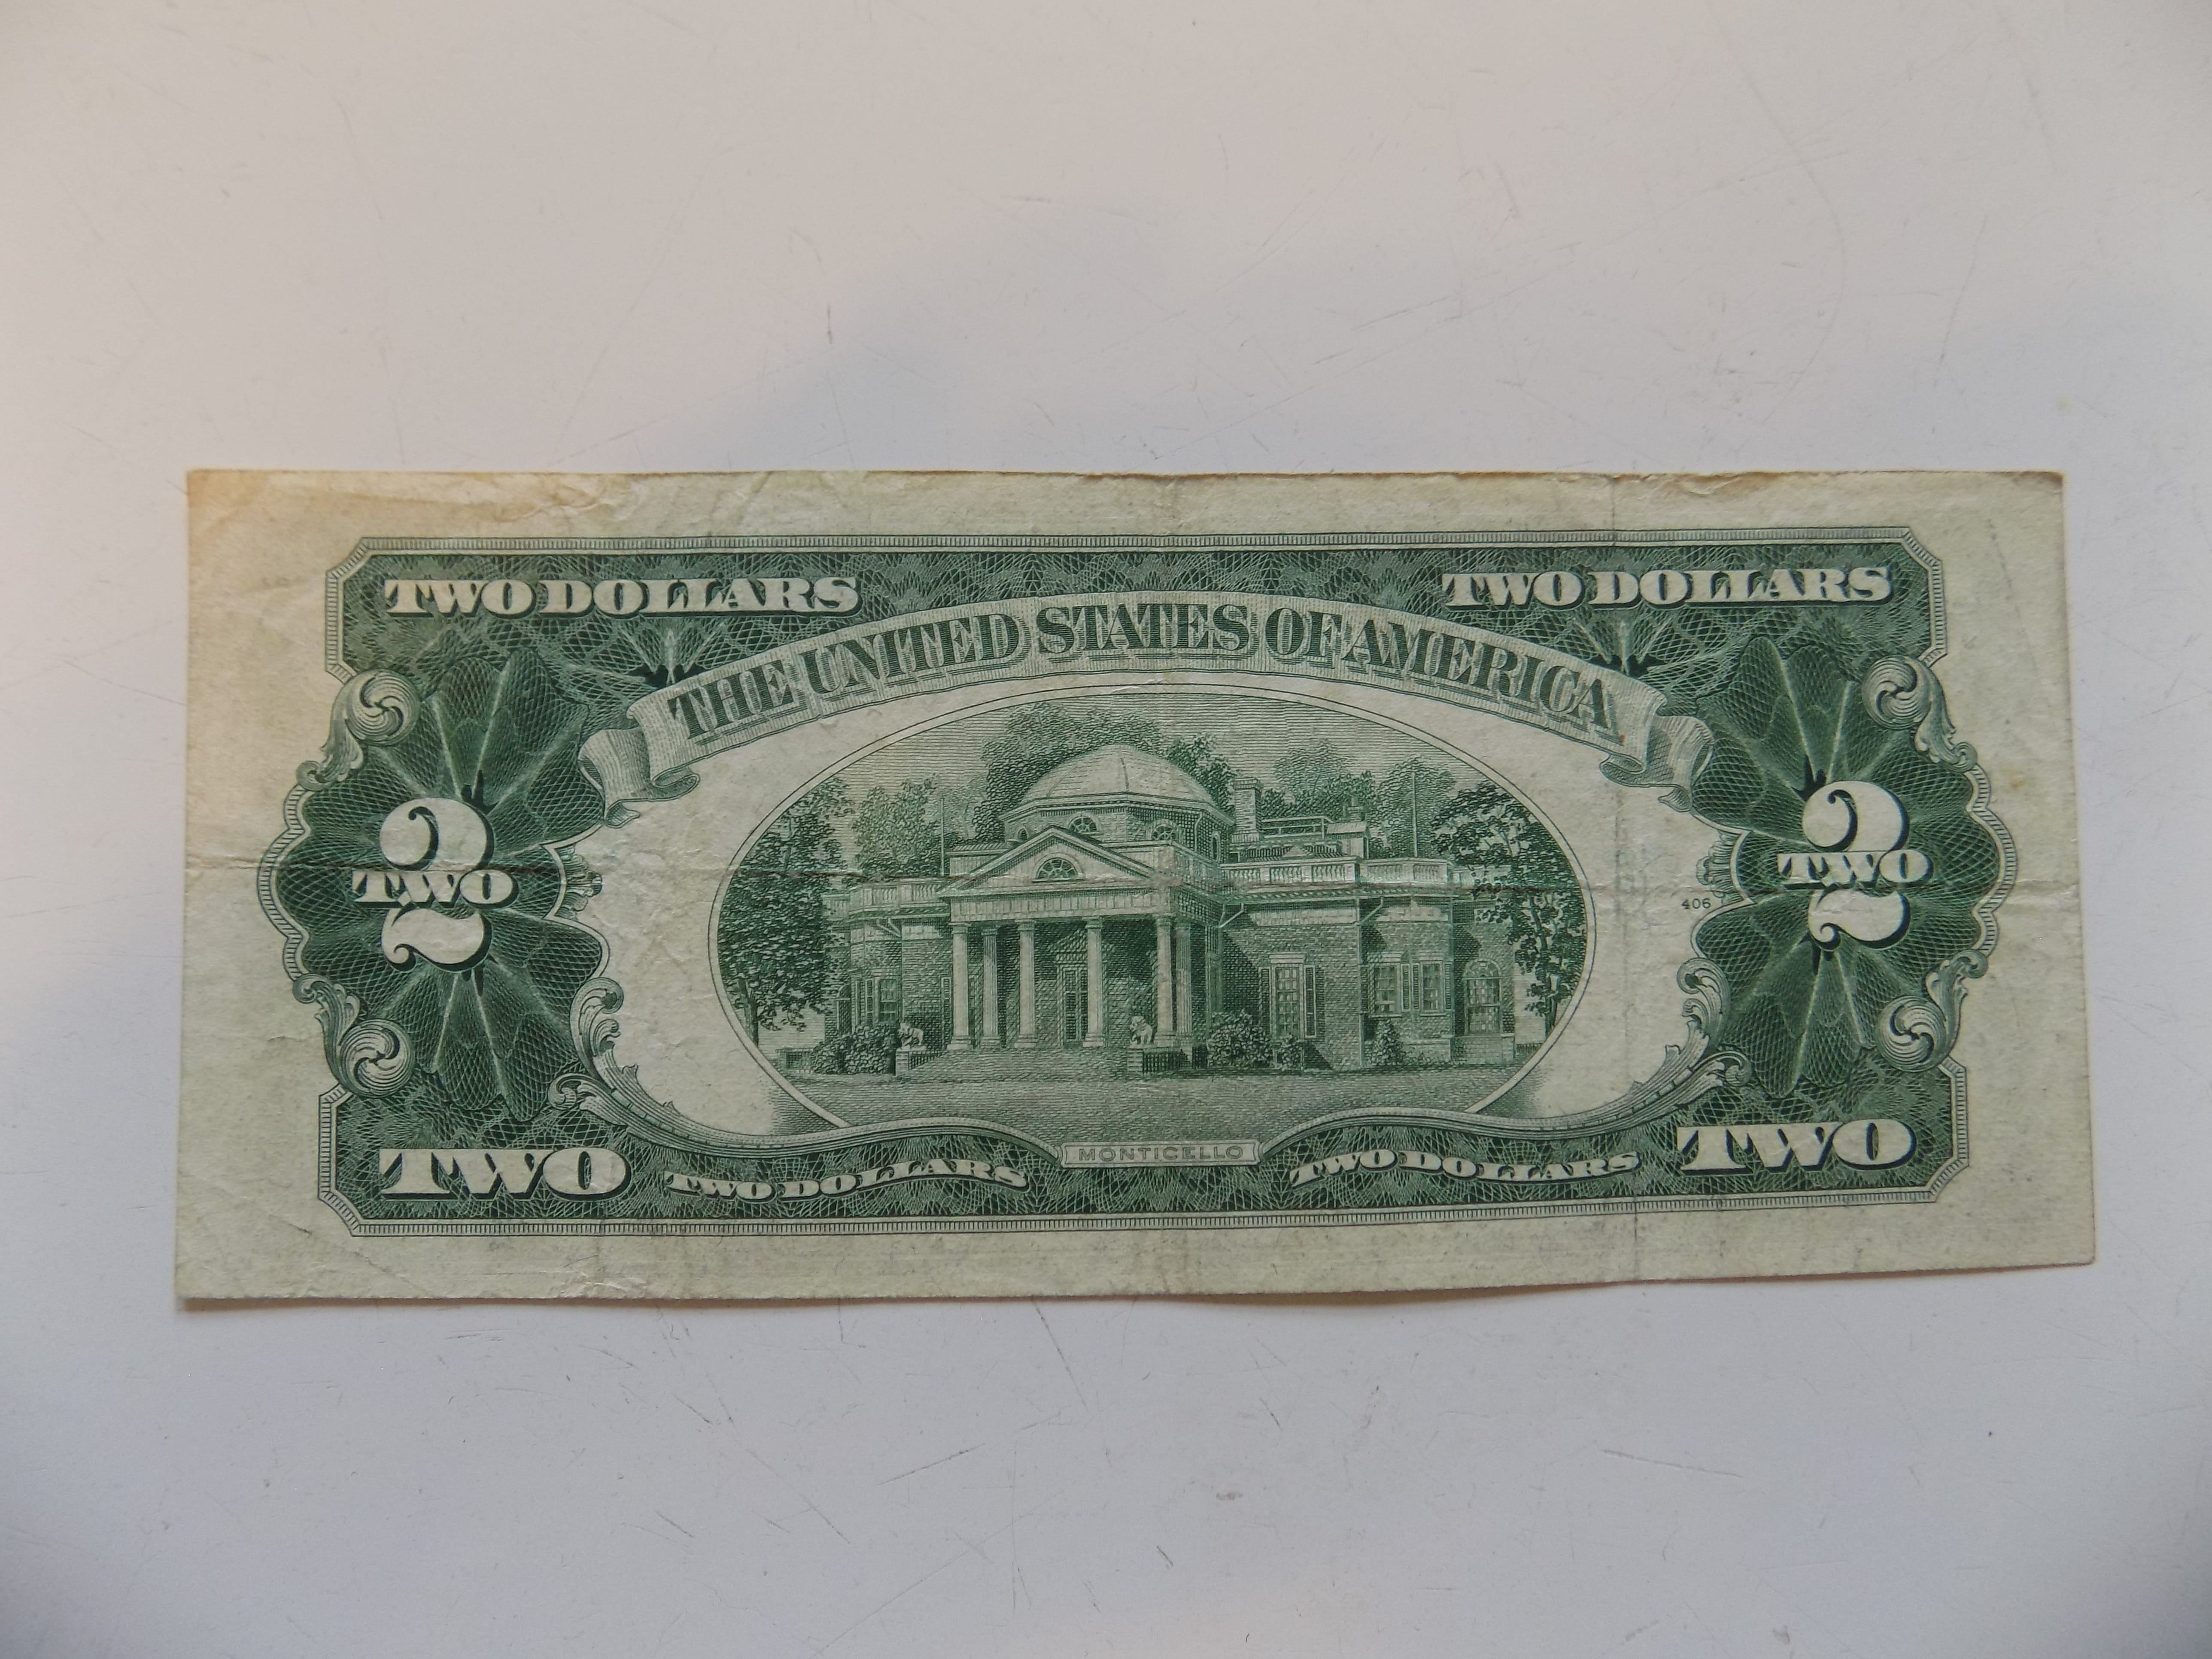 TWO DOLLARS TWO DOLLARS
THE UNITED STATES OF AMERICA
2 2
TWO TWO
406
MONTICELLO
TWO TWO DOLLARS TWO DOLLARS TWO